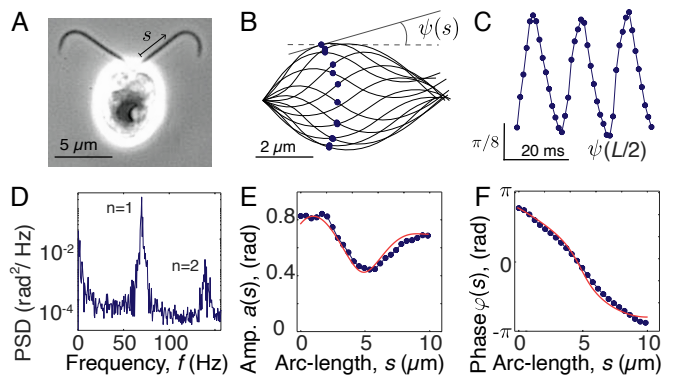 A
s
5 μm
B
ψ(s)
2 μm
C
π/8
20 ms
ψ(L/2)
D
PSD (rad²/ Hz)
10⁻²
10⁻⁴
n=1
n=2
0 50 100
Frequency, f (Hz)
E
Amp. a(s), (rad)
0.8
0.4
0
0 5 10
Arc-length, s (μm)
F
Phase φ(s), (rad)
π
0
-π
0 5 10
Arc-length, s (μm)